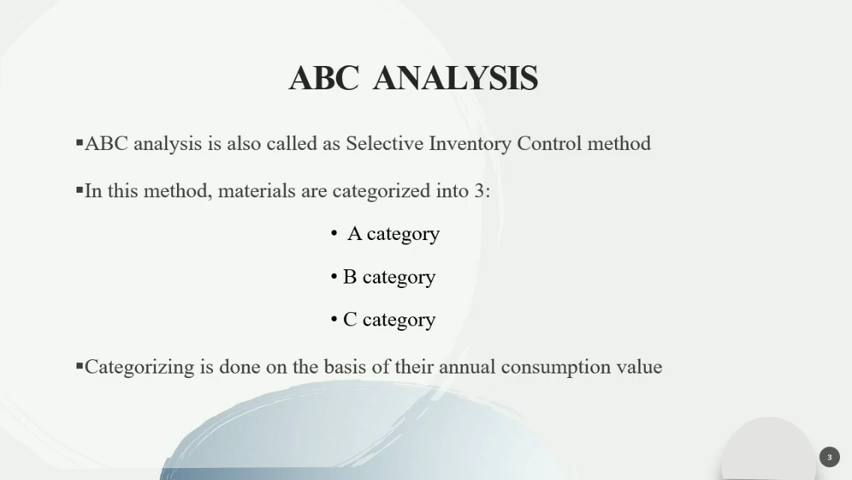 ABC ANALYSIS
▪ABC analysis is also called as Selective Inventory Control method
▪In this method, materials are categorized into 3:
• A category
• B category
• C category
▪Categorizing is done on the basis of their annual consumption value
3